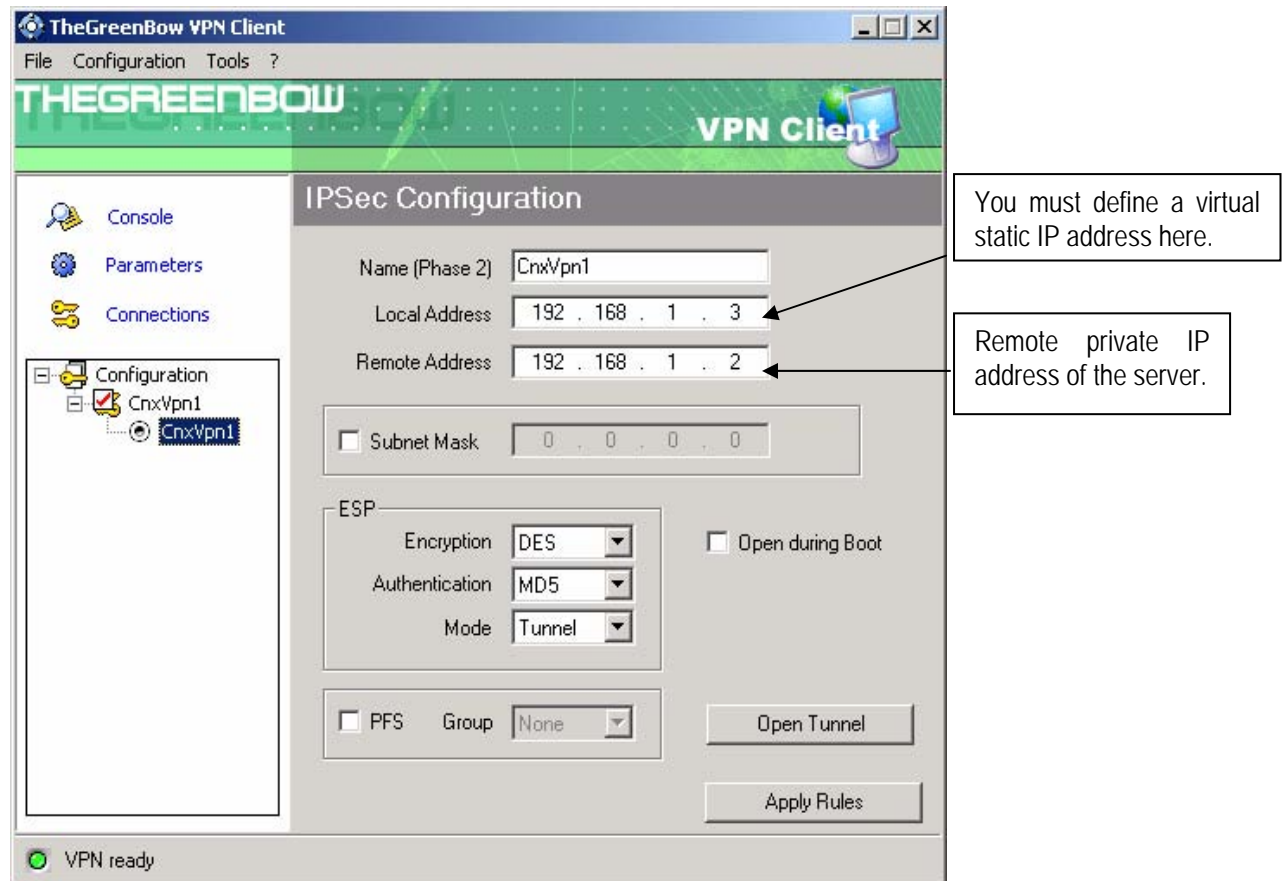 TheGreenBow VPN Client
File Configuration Tools ?
THEGREENBOW
VPN Client
Console
Parameters
Connections
Configuration
CnxVpn1
CnxVpn1
IPSec Configuration
Name (Phase 2) CnxVpn1
Local Address 192 . 168 . 1 . 3
Remote Address 192 . 168 . 1 . 2
Subnet Mask 0 . 0 . 0 . 0
ESP
Encryption DES
Open during Boot
Authentication MD5
Mode Tunnel
PFS Group None
Open Tunnel
Apply Rules
VPN ready
You must define a virtual
static IP address here.
Remote private IP
address of the server.